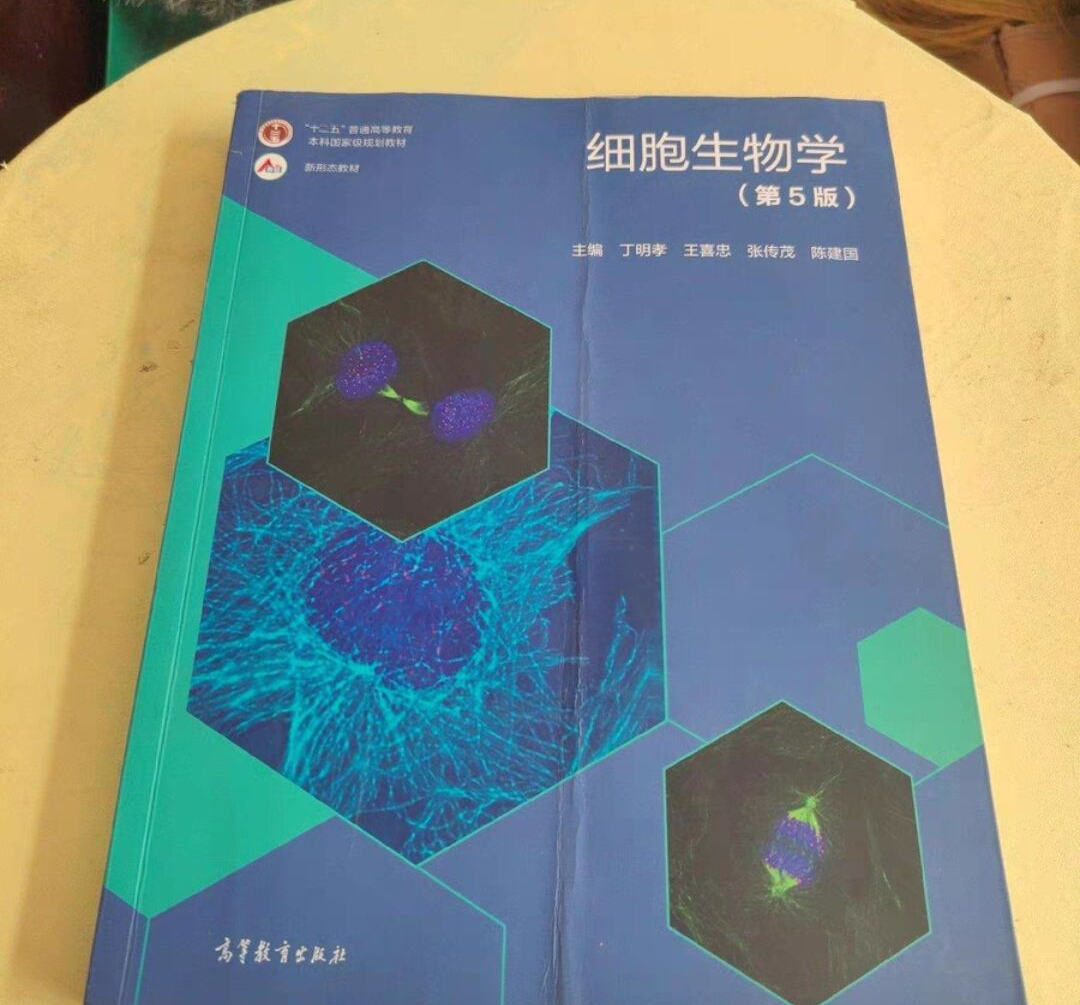 "十二五"普通高等教育
本科国家级规划教材
新形态教材
细胞生物学
（第5版）
主编 丁明孝 王喜忠 张传茂 陈建国
高等教育出版社